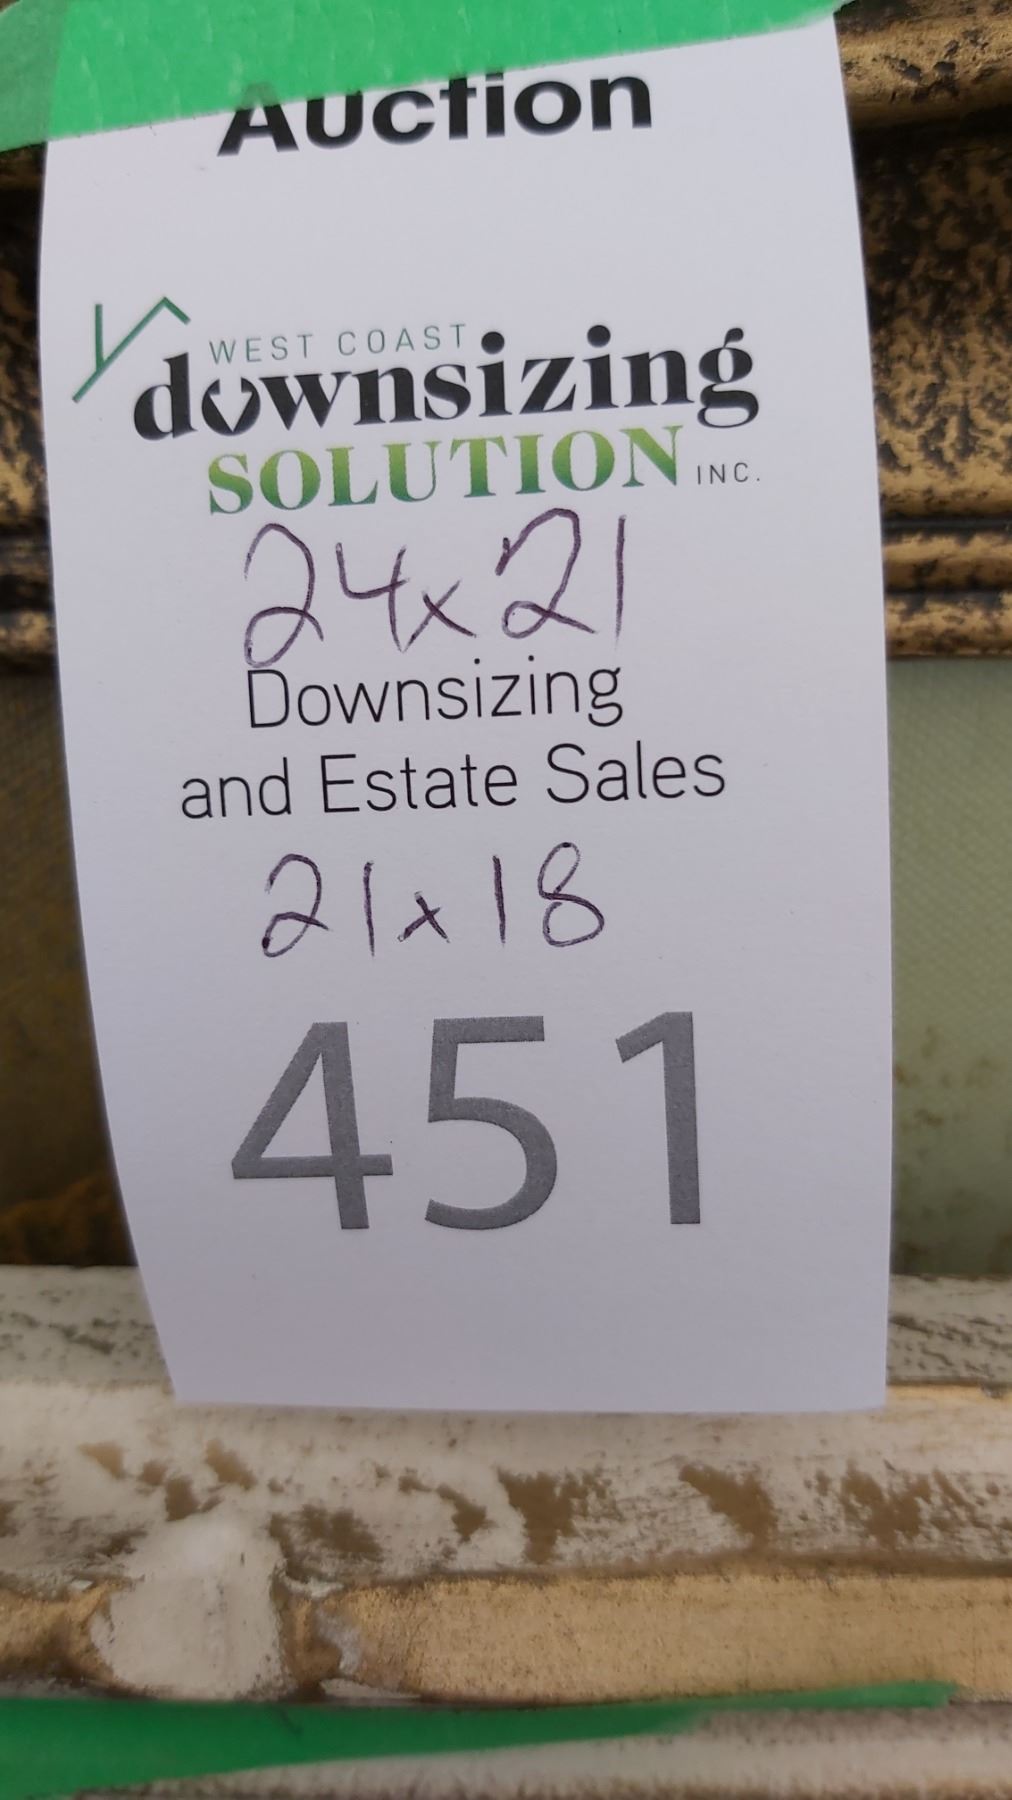 Auction
WEST COAST
downsizing
SOLUTION INC.
24x21
Downsizing
and Estate Sales
21x18
451